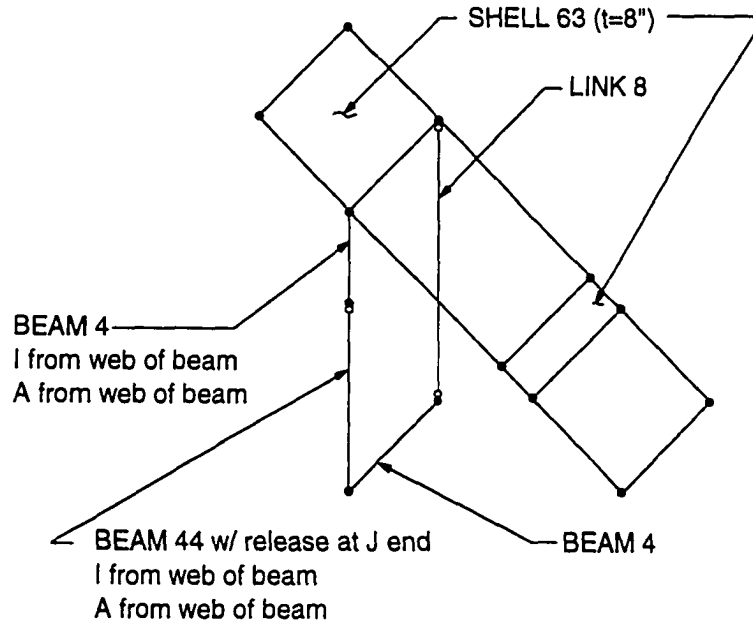 SHELL 63 (t=8")
LINK 8
BEAM 4
I from web of beam
A from web of beam
BEAM 44 w/ release at J end
I from web of beam
A from web of beam
BEAM 4